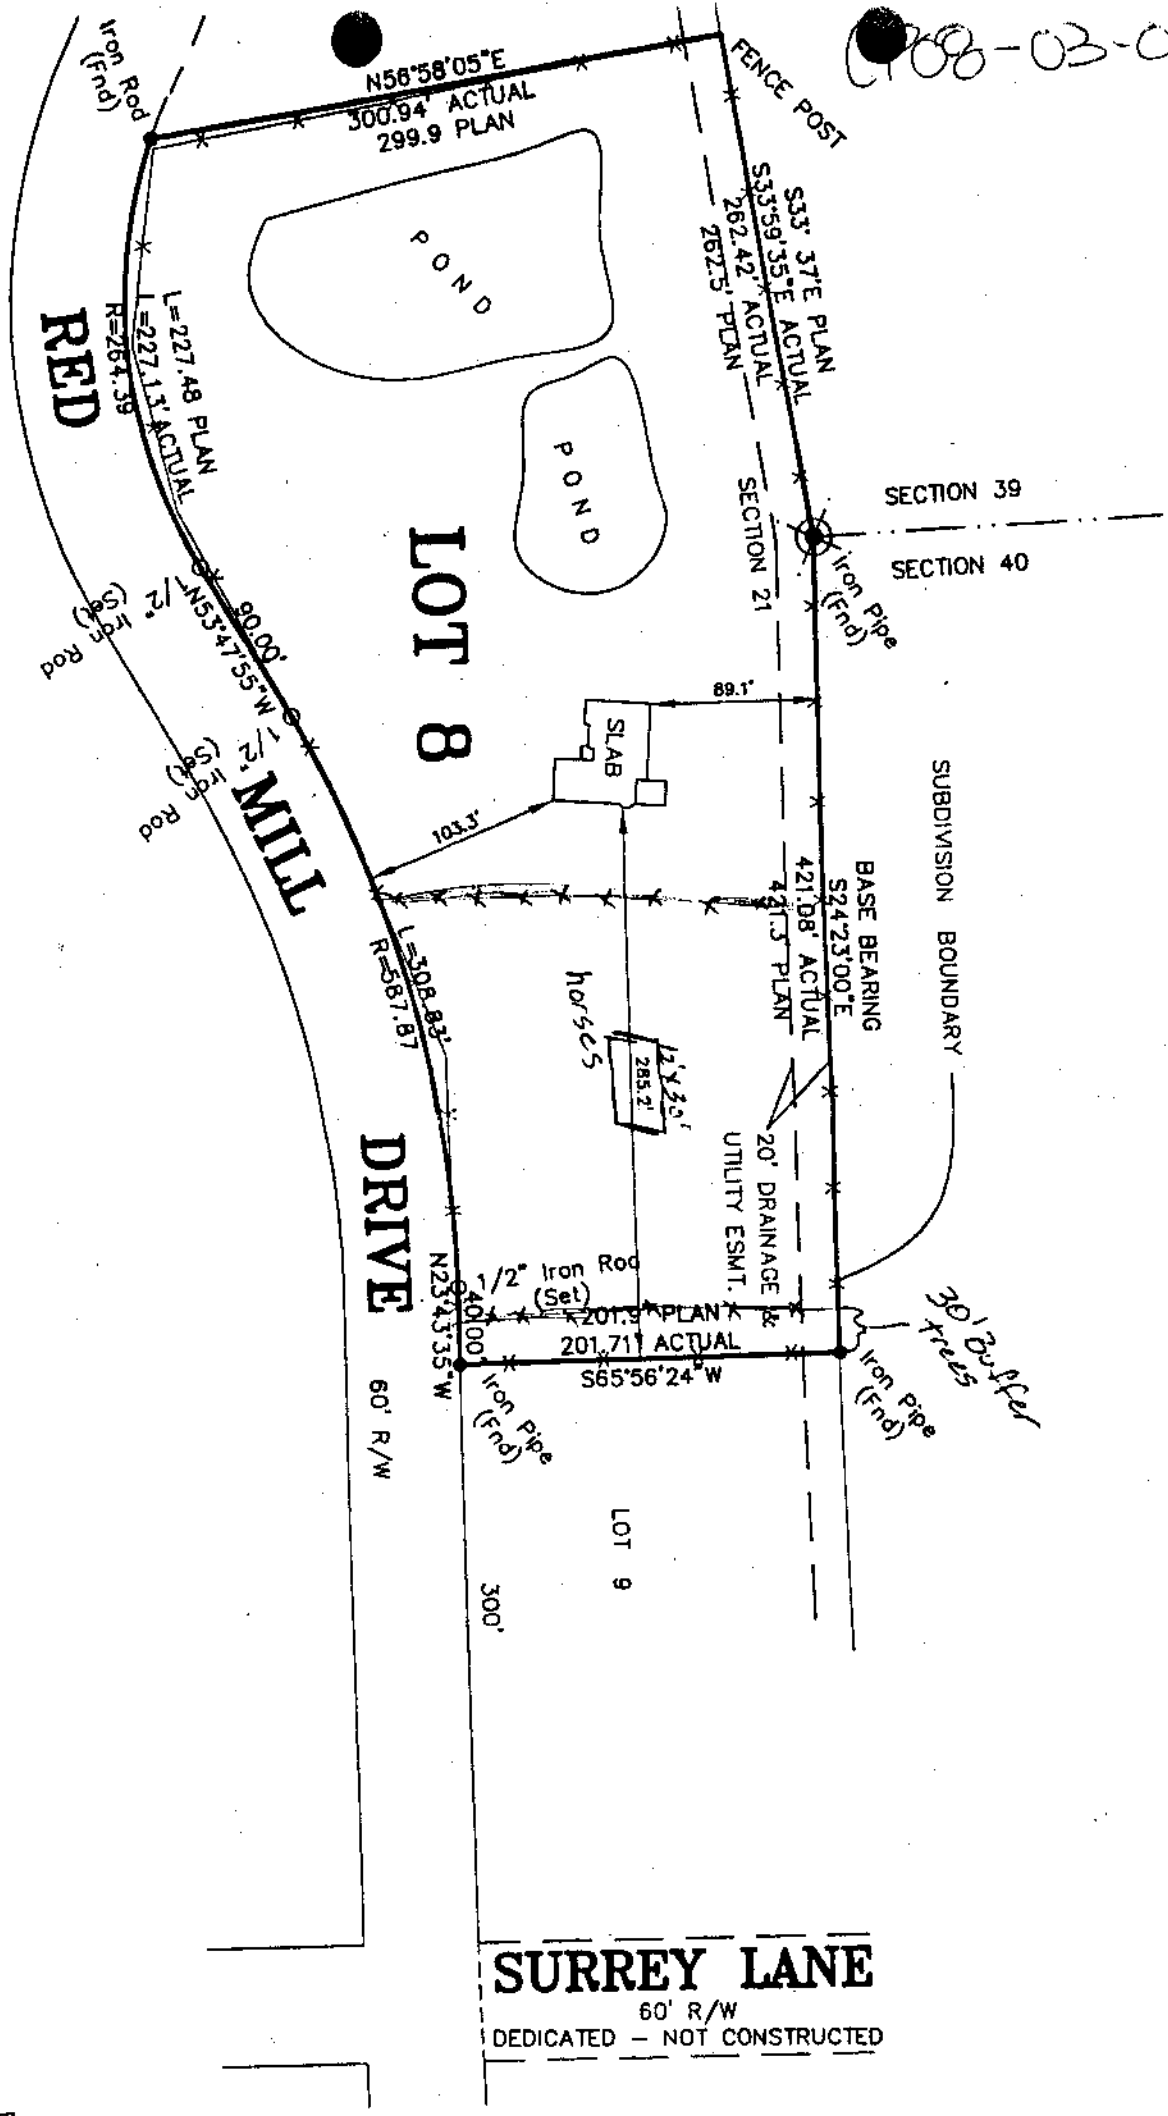 CP08-03-0
Iron Rod
(Fnd)
N56°58'05"E
300.94' ACTUAL
299.9 PLAN
FENCE POST
S33° 37'E PLAN
S33°59'35"E ACTUAL
262.42' ACTUAL
262.5' PLAN
POND
POND
L=227.48 PLAN
L=227.13' ACTUAL
R=264.39
RED
MILL
DRIVE
LOT 8
SECTION 21
SECTION 39
SECTION 40
Iron Pipe
(Fnd)
90.00'
N53°47'55"W
1/2" Iron Rod
(Set)
1/2" Iron Rod
(Set)
89.1'
SLAB
103.3'
SUBDIVISION BOUNDARY
BASE BEARING
S24°23'00"E
421.08' ACTUAL
421.3 PLAN
L=308.83'
R=587.87
horses
12'x30'
285.2'
20' DRAINAGE &
UTILITY ESMT.
1/2" Iron Rod
(Set)
201.9' PLAN
201.71' ACTUAL
S65°56'24"W
40.00'
N23°43'35"W
30' Buffer
trees
Iron Pipe
(Fnd)
Iron Pipe
(Fnd)
60' R/W
LOT 9
300'
SURREY LANE
60' R/W
DEDICATED – NOT CONSTRUCTED